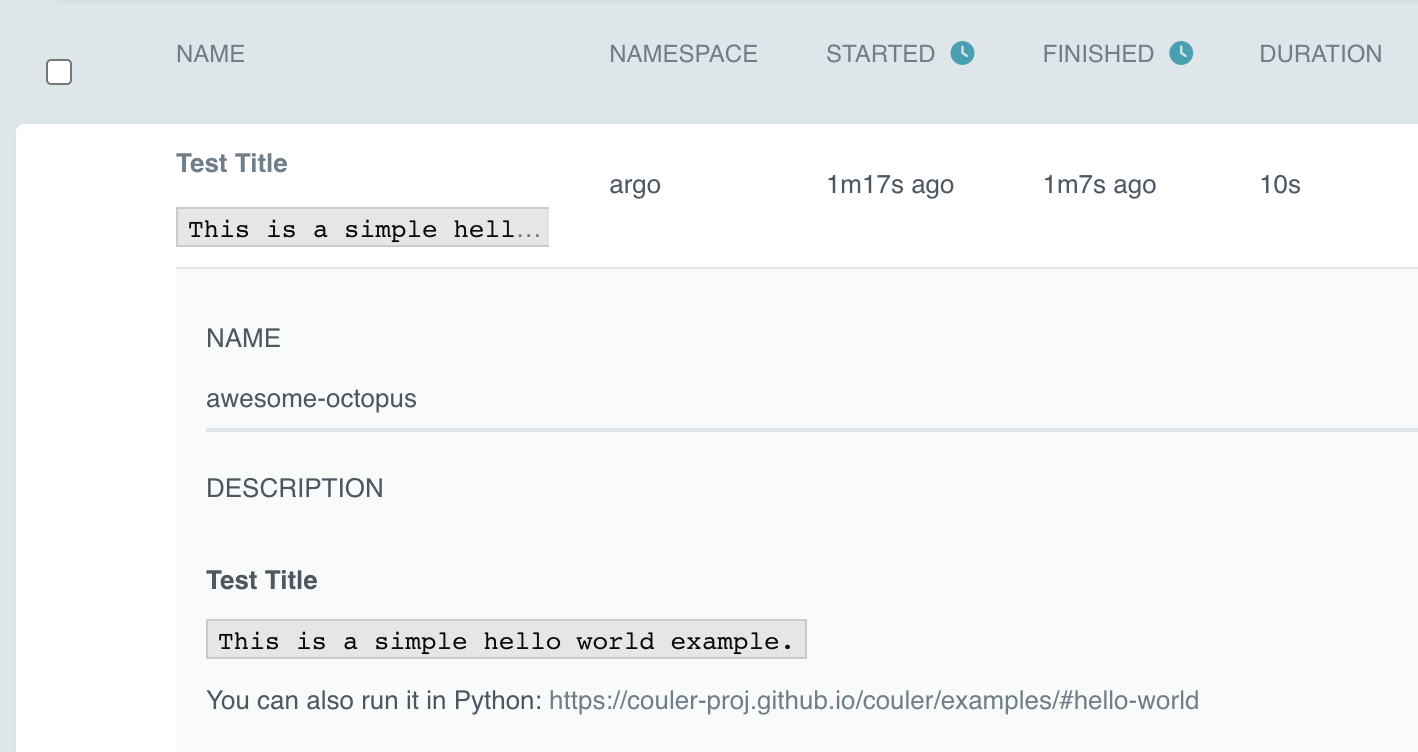 NAME NAMESPACE STARTED FINISHED DURATION
Test Title
argo 1m17s ago 1m7s ago 10s
This is a simple hell...
NAME
awesome-octopus
DESCRIPTION
Test Title
This is a simple hello world example.
You can also run it in Python: https://couler-proj.github.io/couler/examples/#hello-world